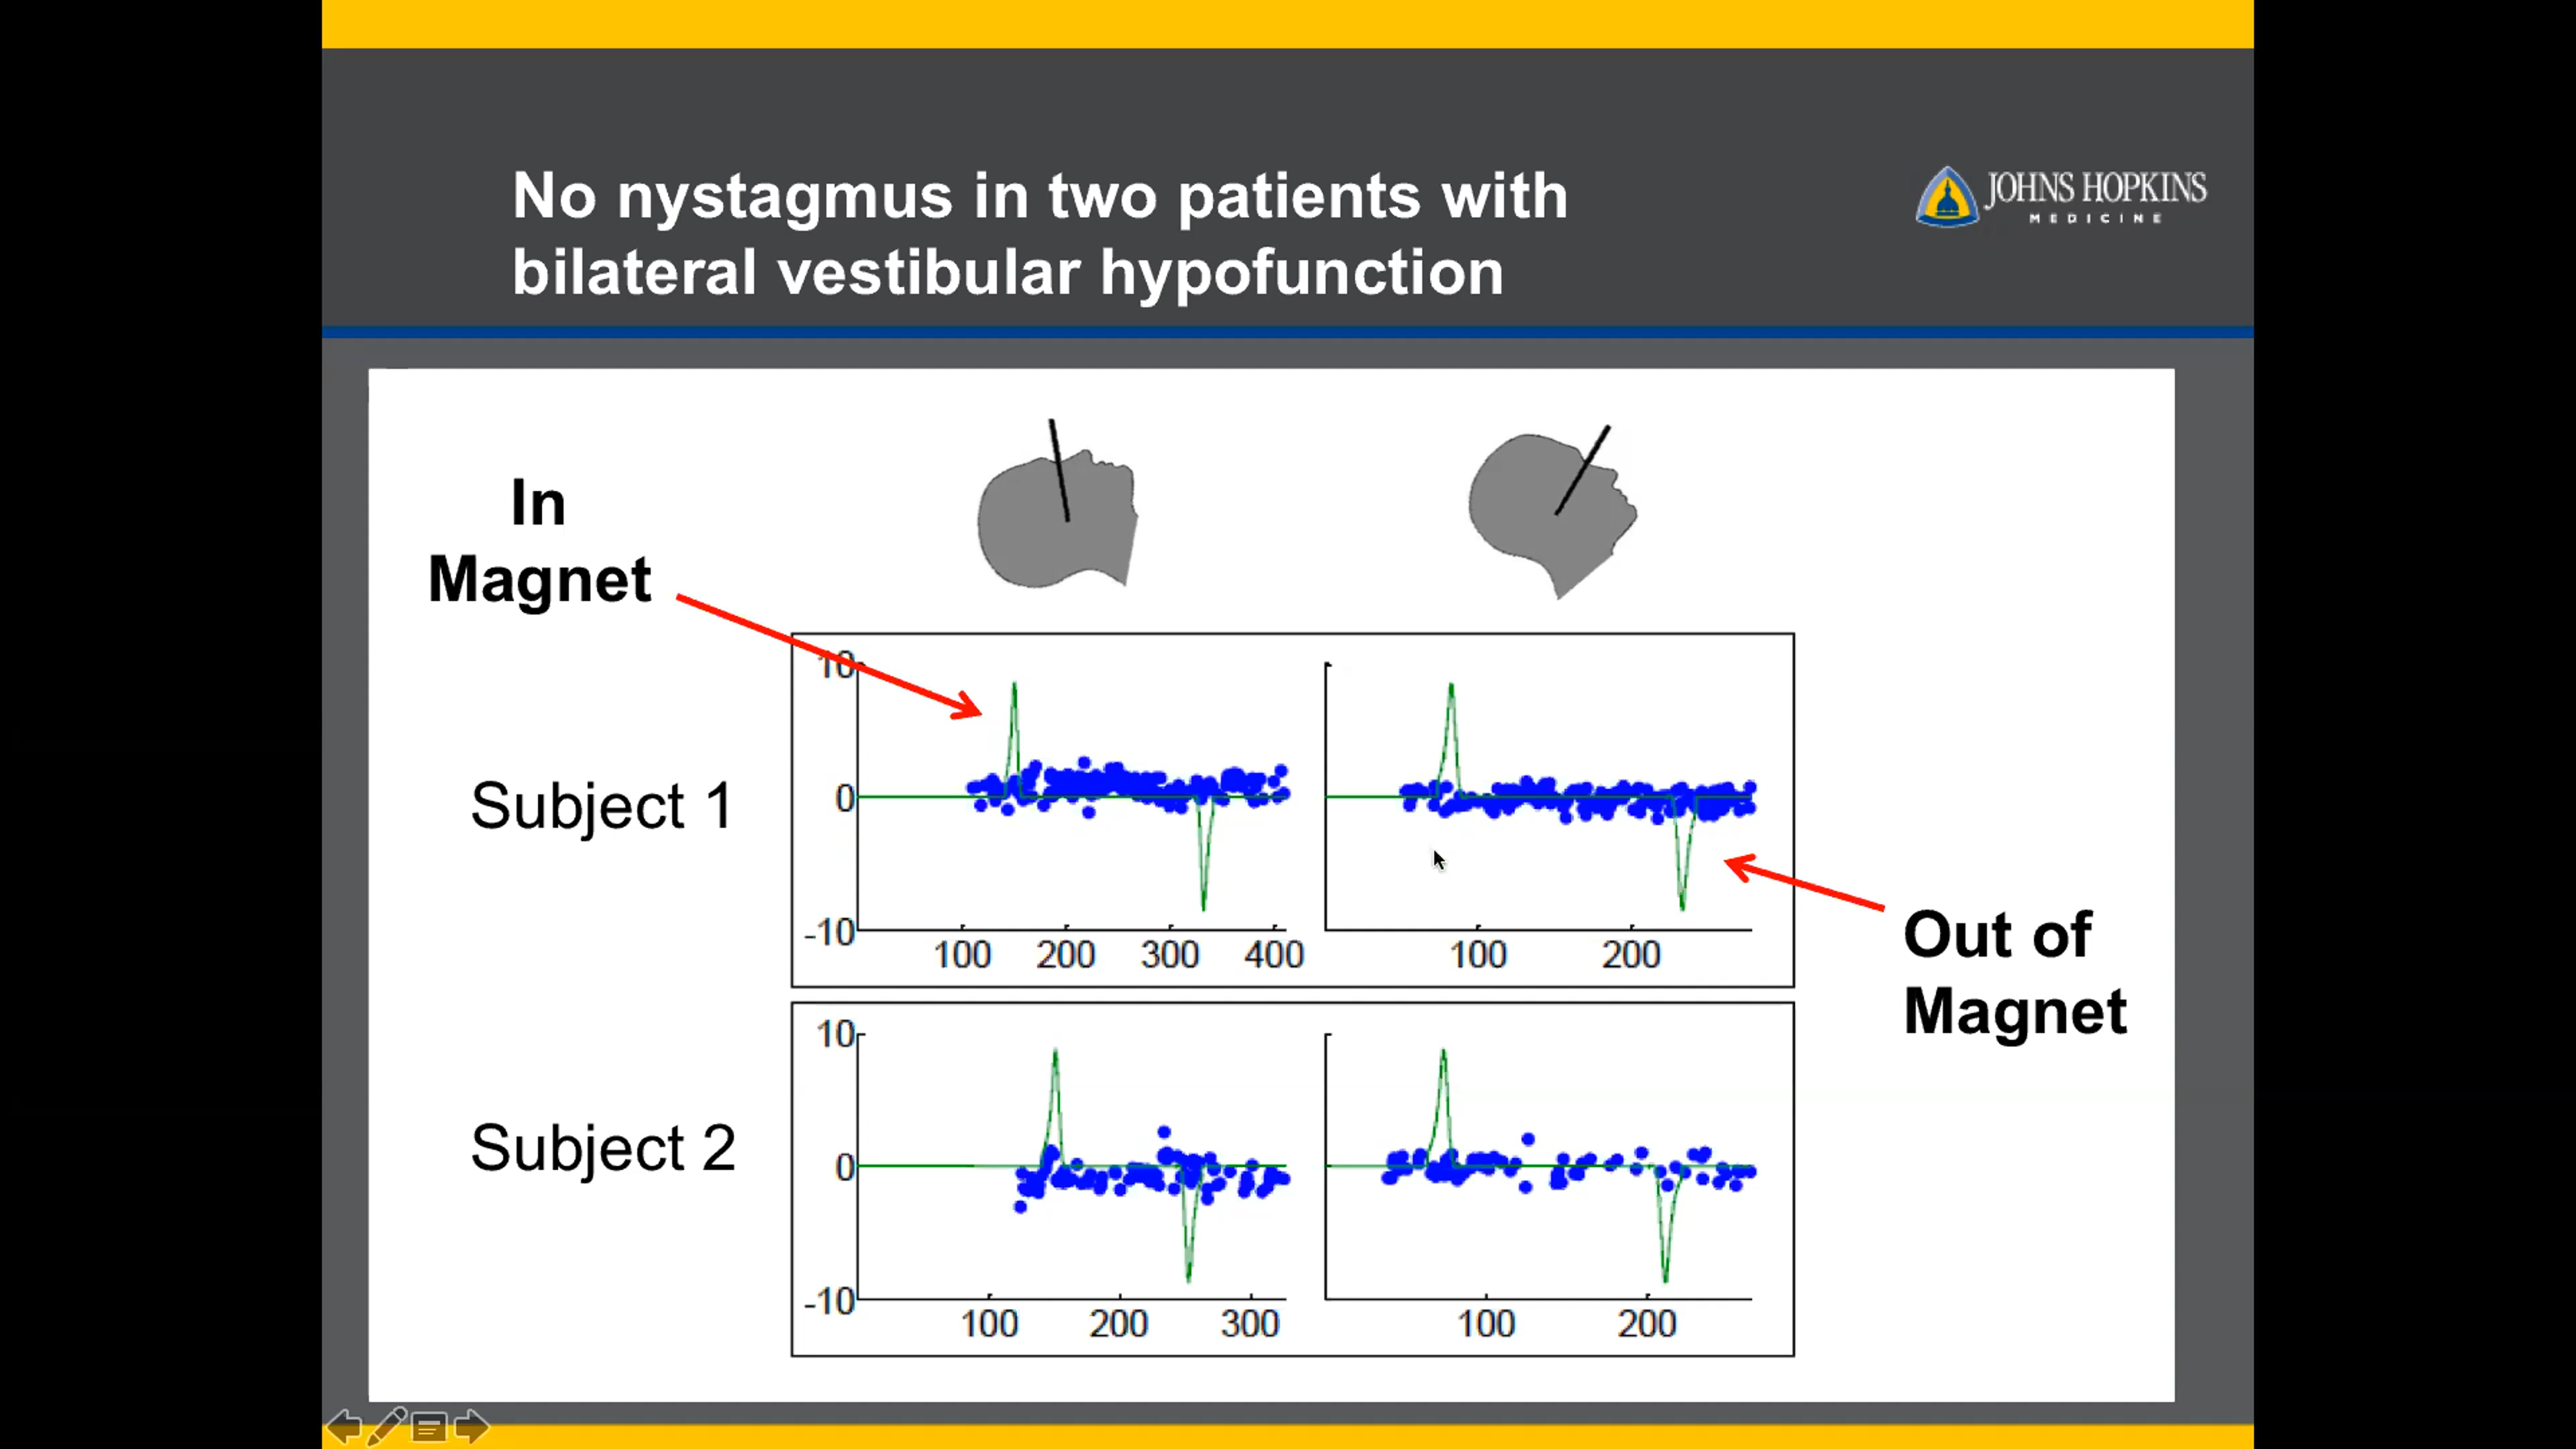 No nystagmus in two patients with
bilateral vestibular hypofunction
JOHNS HOPKINS
MEDICINE
In
Magnet
Subject 1
10
0
-10
100 200 300 400
100 200
Out of
Magnet
Subject 2
10
0
-10
100 200 300
100 200